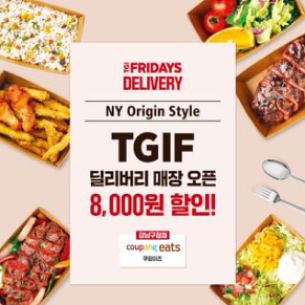 TGI FRIDAYS
DELIVERY
NY Origin Style
TGIF
딜리버리 매장 오픈
8,000원 할인!
강남구청점
coupang eats
쿠팡이츠